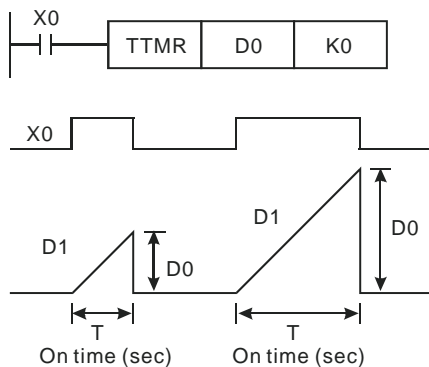 X0
TTMR D0 K0
X0
D1 D0 D1 D0
T T
On time (sec) On time (sec)